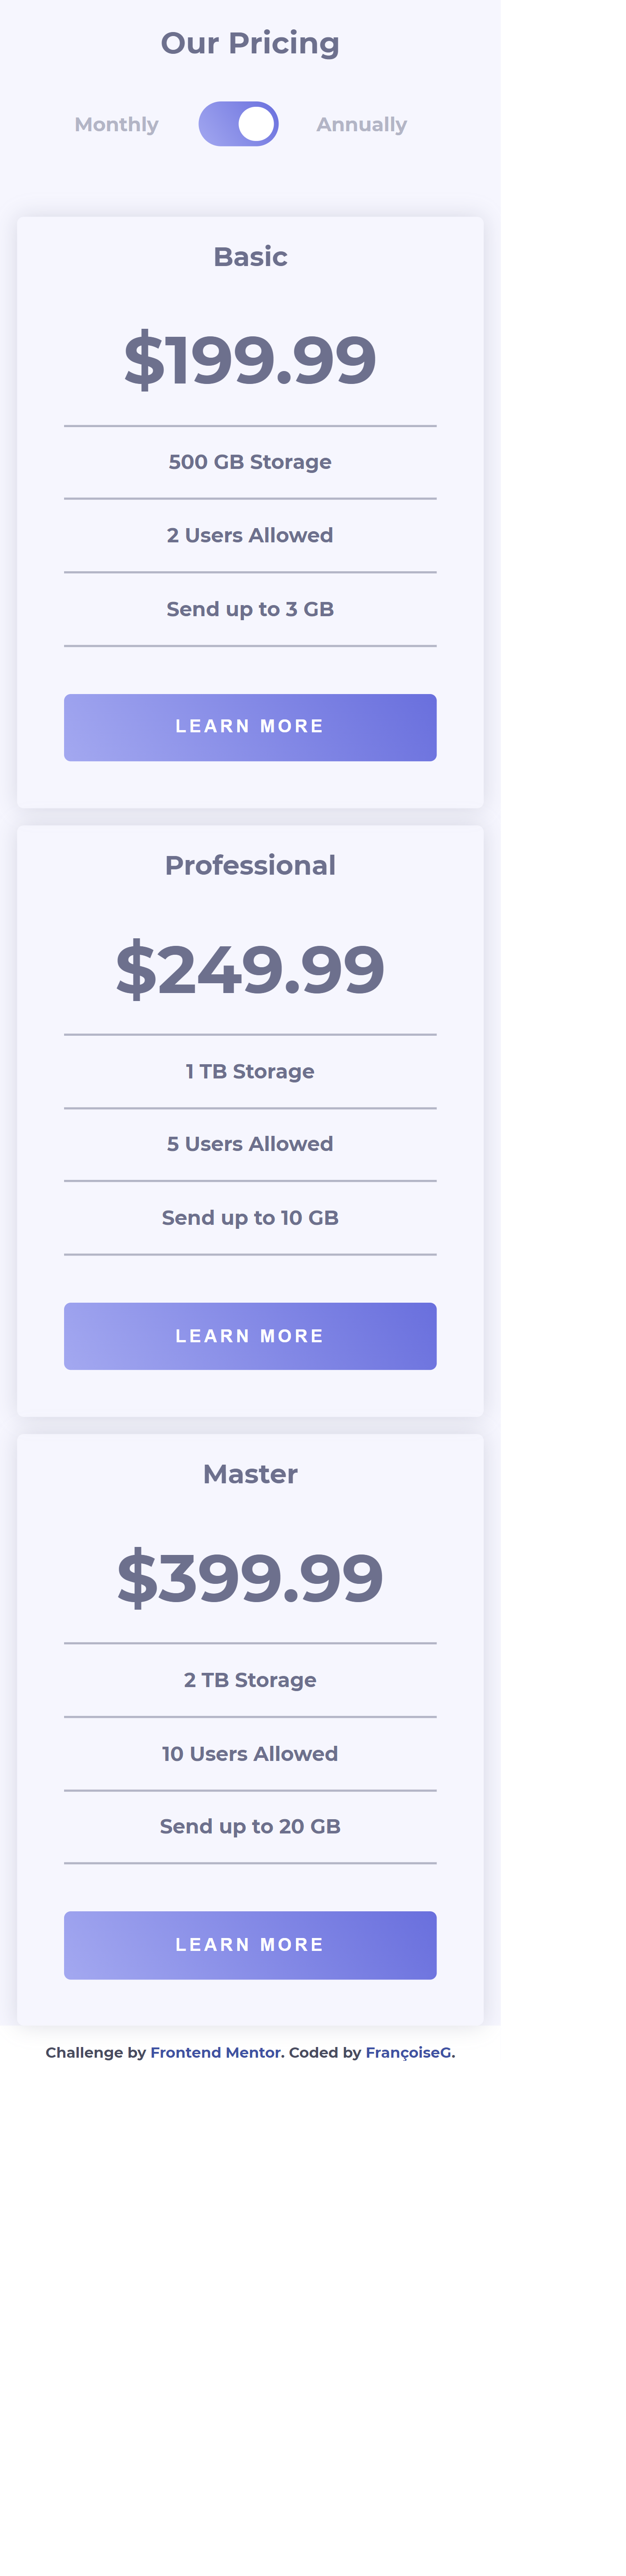 Our Pricing
Monthly Annually
Basic
$199.99
500 GB Storage
2 Users Allowed
Send up to 3 GB
LEARN MORE
Professional
$249.99
1 TB Storage
5 Users Allowed
Send up to 10 GB
LEARN MORE
Master
$399.99
2 TB Storage
10 Users Allowed
Send up to 20 GB
LEARN MORE
Challenge by Frontend Mentor. Coded by FrançoiseG.